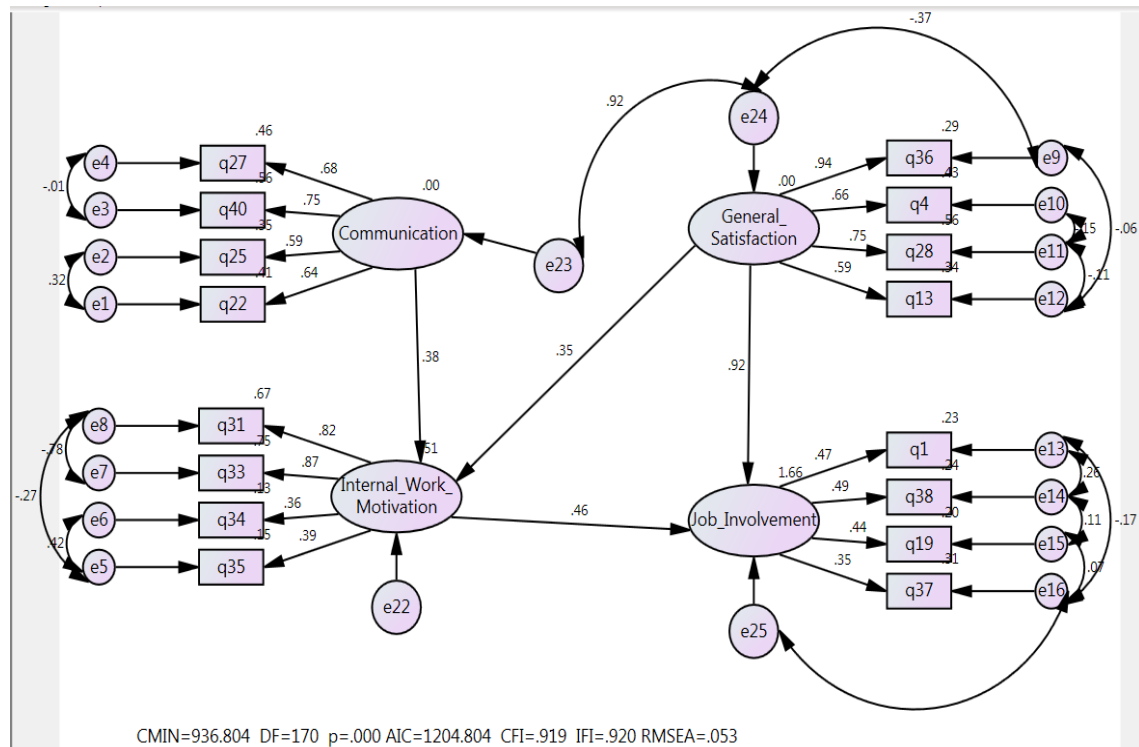 -.37
.92
e24
.46
e4
q27
.68
-.01
.56
e3
q40
.75
.00
.35
Communication
e2
q25
.59
.32
.41
e1
q22
.64
e23
.29
.94
q36
e9
.00
.43
.66
q4
e10
General_
Satisfaction
.56
.75
q28
e11
-.06
.34
-.11
.59
q13
e12
.38
.35
.92
.67
e8
q31
.82
-.78
.75
51
e7
q33
.87
-.27
.13
Internal_Work_
Motivation
e6
q34
.36
.42
.15
e5
q35
.39
e22
.46
.23
.47
q1
e13
1.66
.24
.26
.49
q38
e14
Job_Involvement
.20
.11
-.17
.44
q19
e15
.31
.07
.35
q37
e16
e25
CMIN=936.804 DF=170 p=.000 AIC=1204.804 CFI=.919 IFI=.920 RMSEA=.053